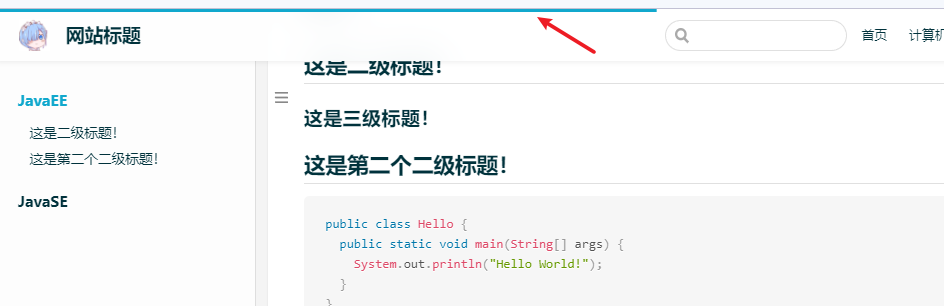 网站标题
首页 计算机
JavaEE
这是二级标题！
这是第二个二级标题！
JavaSE
这是二级标题！
这是三级标题！
这是第二个二级标题！
public class Hello {
public static void main(String[] args) {
System.out.println("Hello World!");
}
}